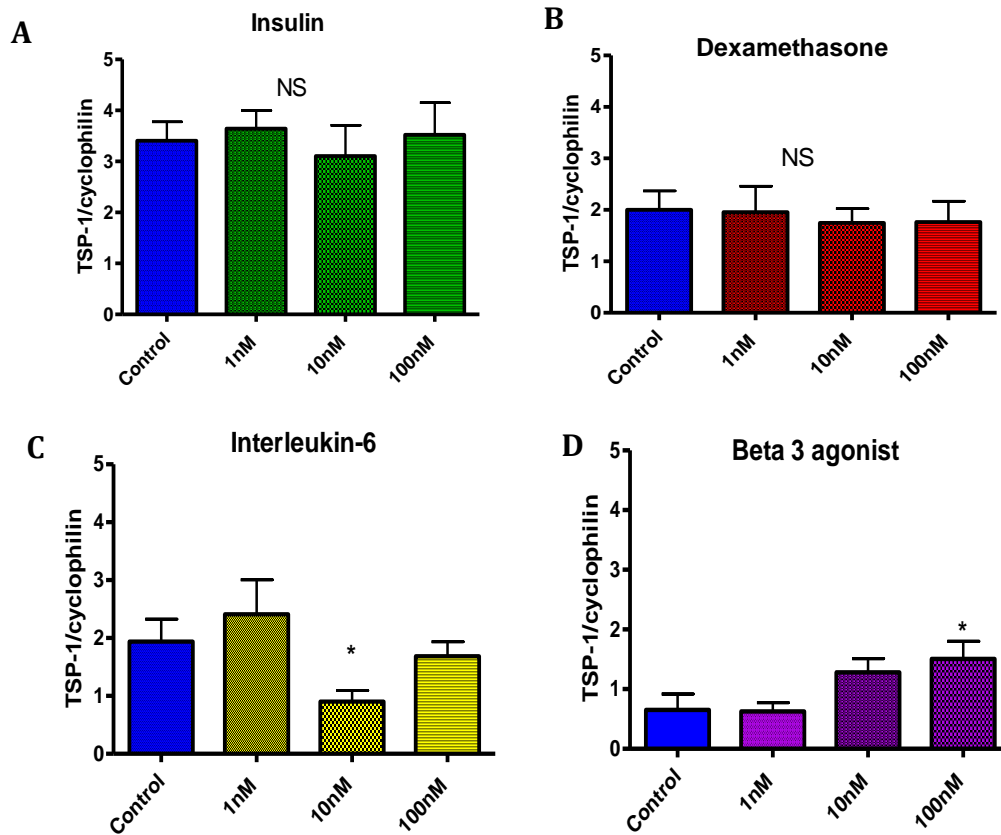 A
Insulin
TSP-1/cyclophilin
5
4
3
2
1
0
NS
Control
1nM
10nM
100nM
B
Dexamethasone
TSP-1/cyclophilin
5
4
3
2
1
0
NS
Control
1nM
10nM
100nM
C
Interleukin-6
TSP-1/cyclophilin
5
4
3
2
1
0
*
Control
1nM
10nM
100nM
D
Beta 3 agonist
TSP-1/cyclophilin
5
4
3
2
1
0
*
Control
1nM
10nM
100nM